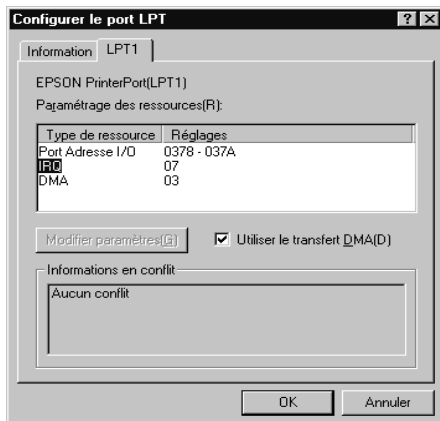 Configurer le port LPT
Information LPT1
EPSON PrinterPort(LPT1)
Paramétrage des ressources(R):
Type de ressource Réglages
Port Adresse I/O 0378 - 037A
IRQ 07
DMA 03
Modifier paramètres(G) Utiliser le transfert DMA(D)
Informations en conflit
Aucun conflit
OK Annuler